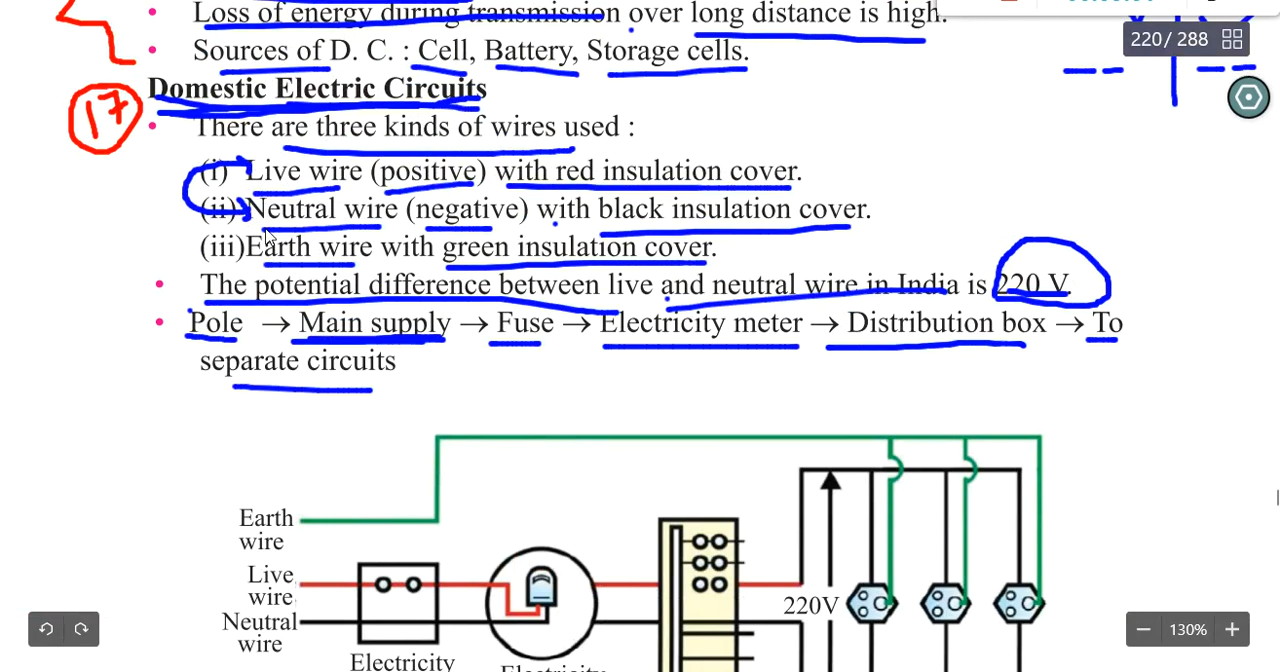 Loss of energy during transmission over long distance is high.
220 / 288
• Sources of D. C. : Cell, Battery, Storage cells.
17
Domestic Electric Circuits
• There are three kinds of wires used :
(i) Live wire (positive) with red insulation cover.
(ii) Neutral wire (negative) with black insulation cover.
(iii)Earth wire with green insulation cover.
• The potential difference between live and neutral wire in India is 220 V.
• Pole → Main supply → Fuse → Electricity meter → Distribution box → To
separate circuits
Earth
wire
Live
wire
Neutral
wire
220V
130%
Electricity